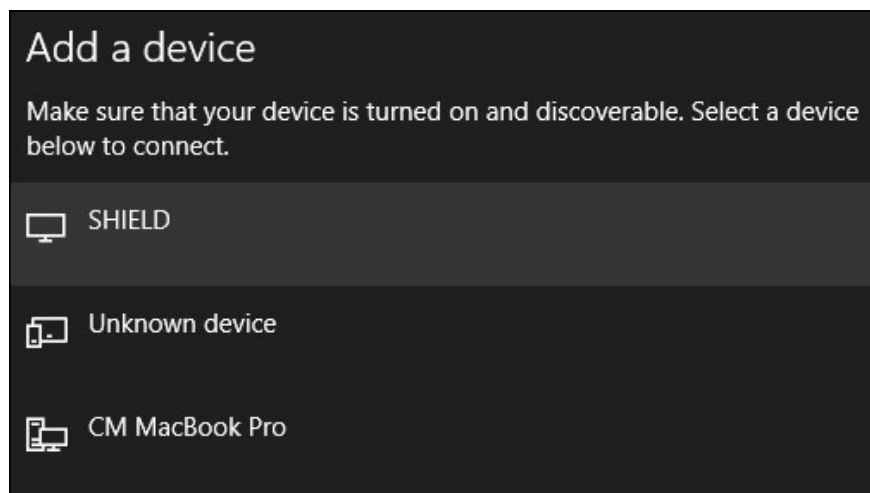 Add a device
Make sure that your device is turned on and discoverable. Select a device
below to connect.
SHIELD
Unknown device
CM MacBook Pro